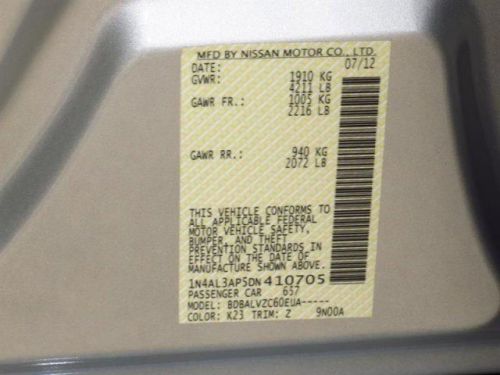 MFD BY NISSAN MOTOR CO., LTD.
DATE: 07/12
GVWR: 1910 KG
4211 LB
GAWR FR.: 1005 KG
2216 LB
GAWR RR.: 940 KG
2072 LB
THIS VEHICLE CONFORMS TO
ALL APPLICABLE FEDERAL
MOTOR VEHICLE SAFETY,
BUMPER, AND THEFT
PREVENTION STANDARDS IN
EFFECT ON THE DATE OF
MANUFACTURE SHOWN ABOVE.
1N4AL3AP5DN410705
PASSENGER CAR 657
MODEL: BDBALVZC60EUA-----
COLOR: K23 TRIM: Z 9N00A